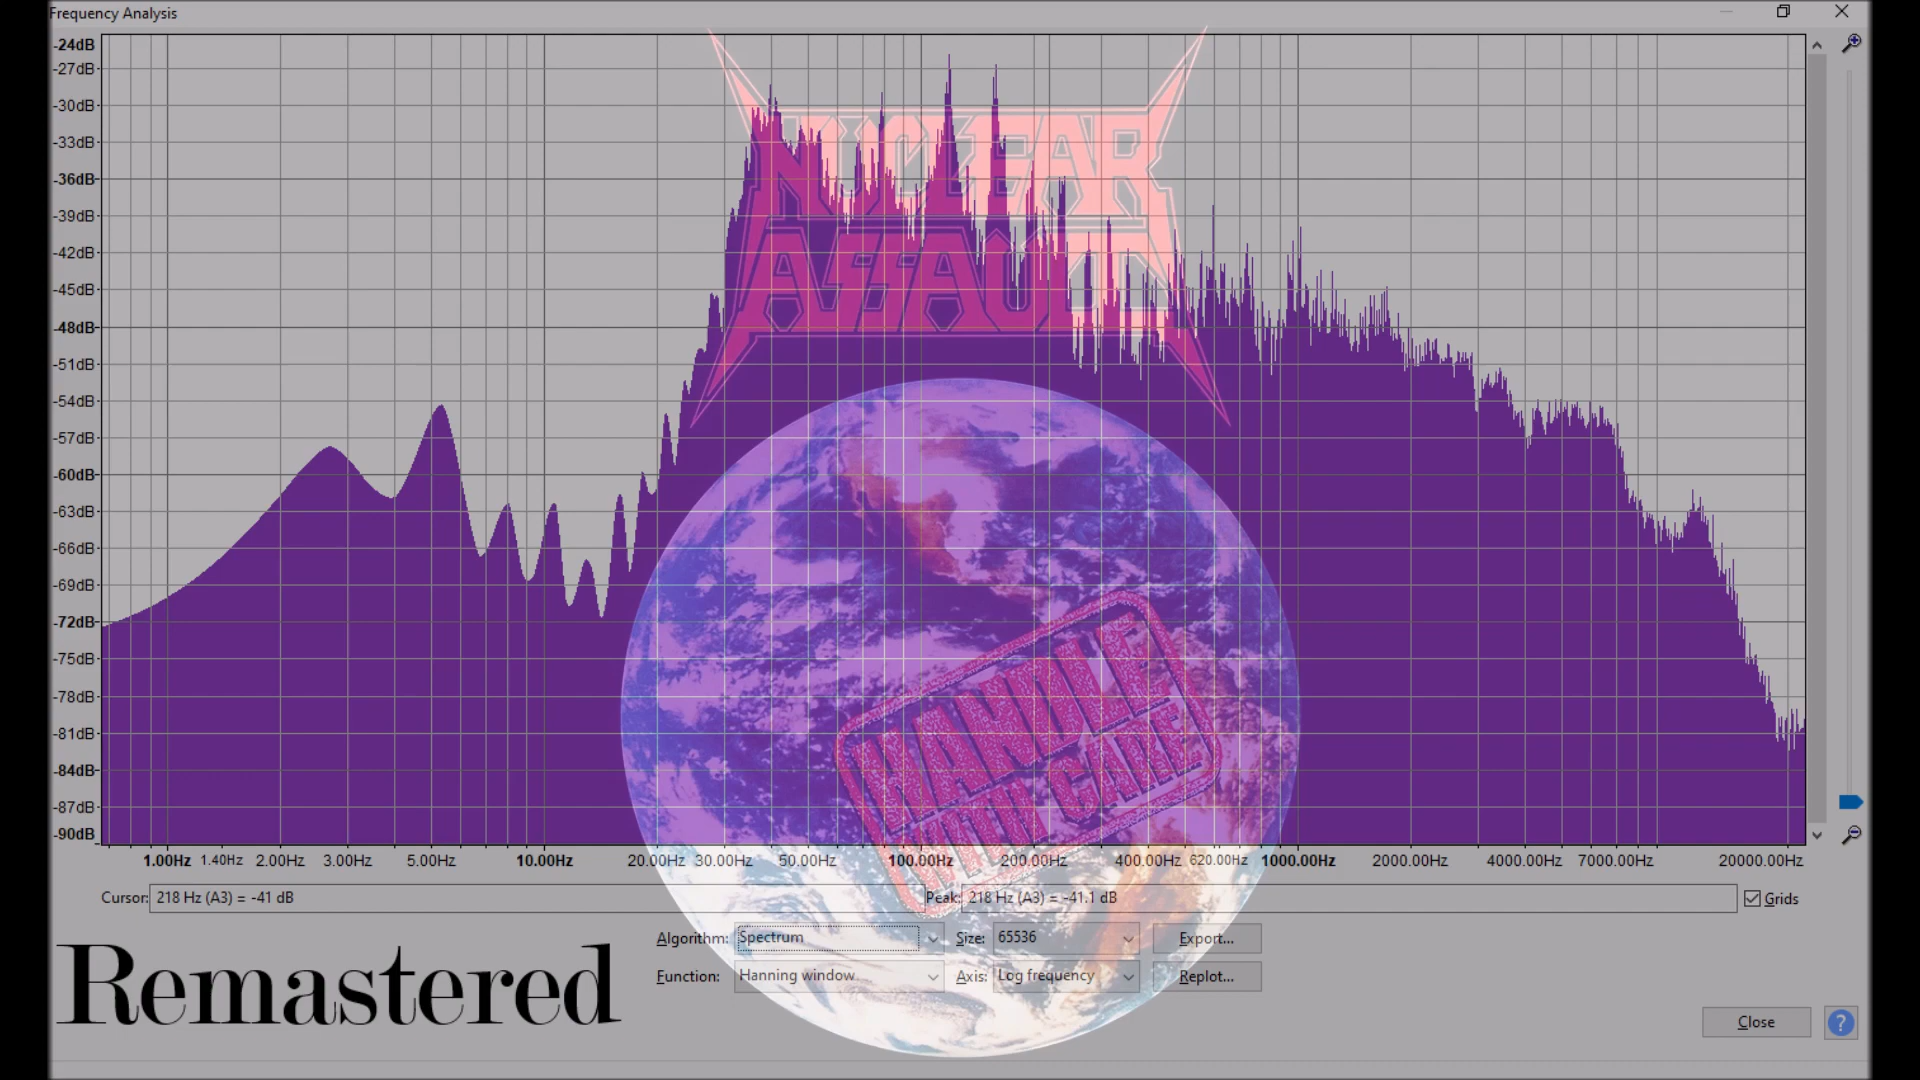 Frequency Analysis
-24dB
-27dB
-30dB
-33dB
-36dB
-39dB
-42dB
-45dB
-48dB
-51dB
-54dB
-57dB
-60dB
-63dB
-66dB
-69dB
-72dB
-75dB
-78dB
-81dB
-84dB
-87dB
-90dB
NUCLEAR
ASSAULT
HANDLE
WITH CARE
1.00Hz 1.40Hz 2.00Hz 3.00Hz 5.00Hz 10.00Hz 20.00Hz 30.00Hz 50.00Hz 100.00Hz 200.00Hz 400.00Hz 620.00Hz 1000.00Hz 2000.00Hz 4000.00Hz 7000.00Hz 20000.00Hz
Cursor: 218 Hz (A3) = -41 dB Peak: 218 Hz (A3) = -41.1 dB Grids
Algorithm: Spectrum Size: 65536 Export...
Function: Hanning window Axis: Log frequency Replot...
Remastered
Close ?